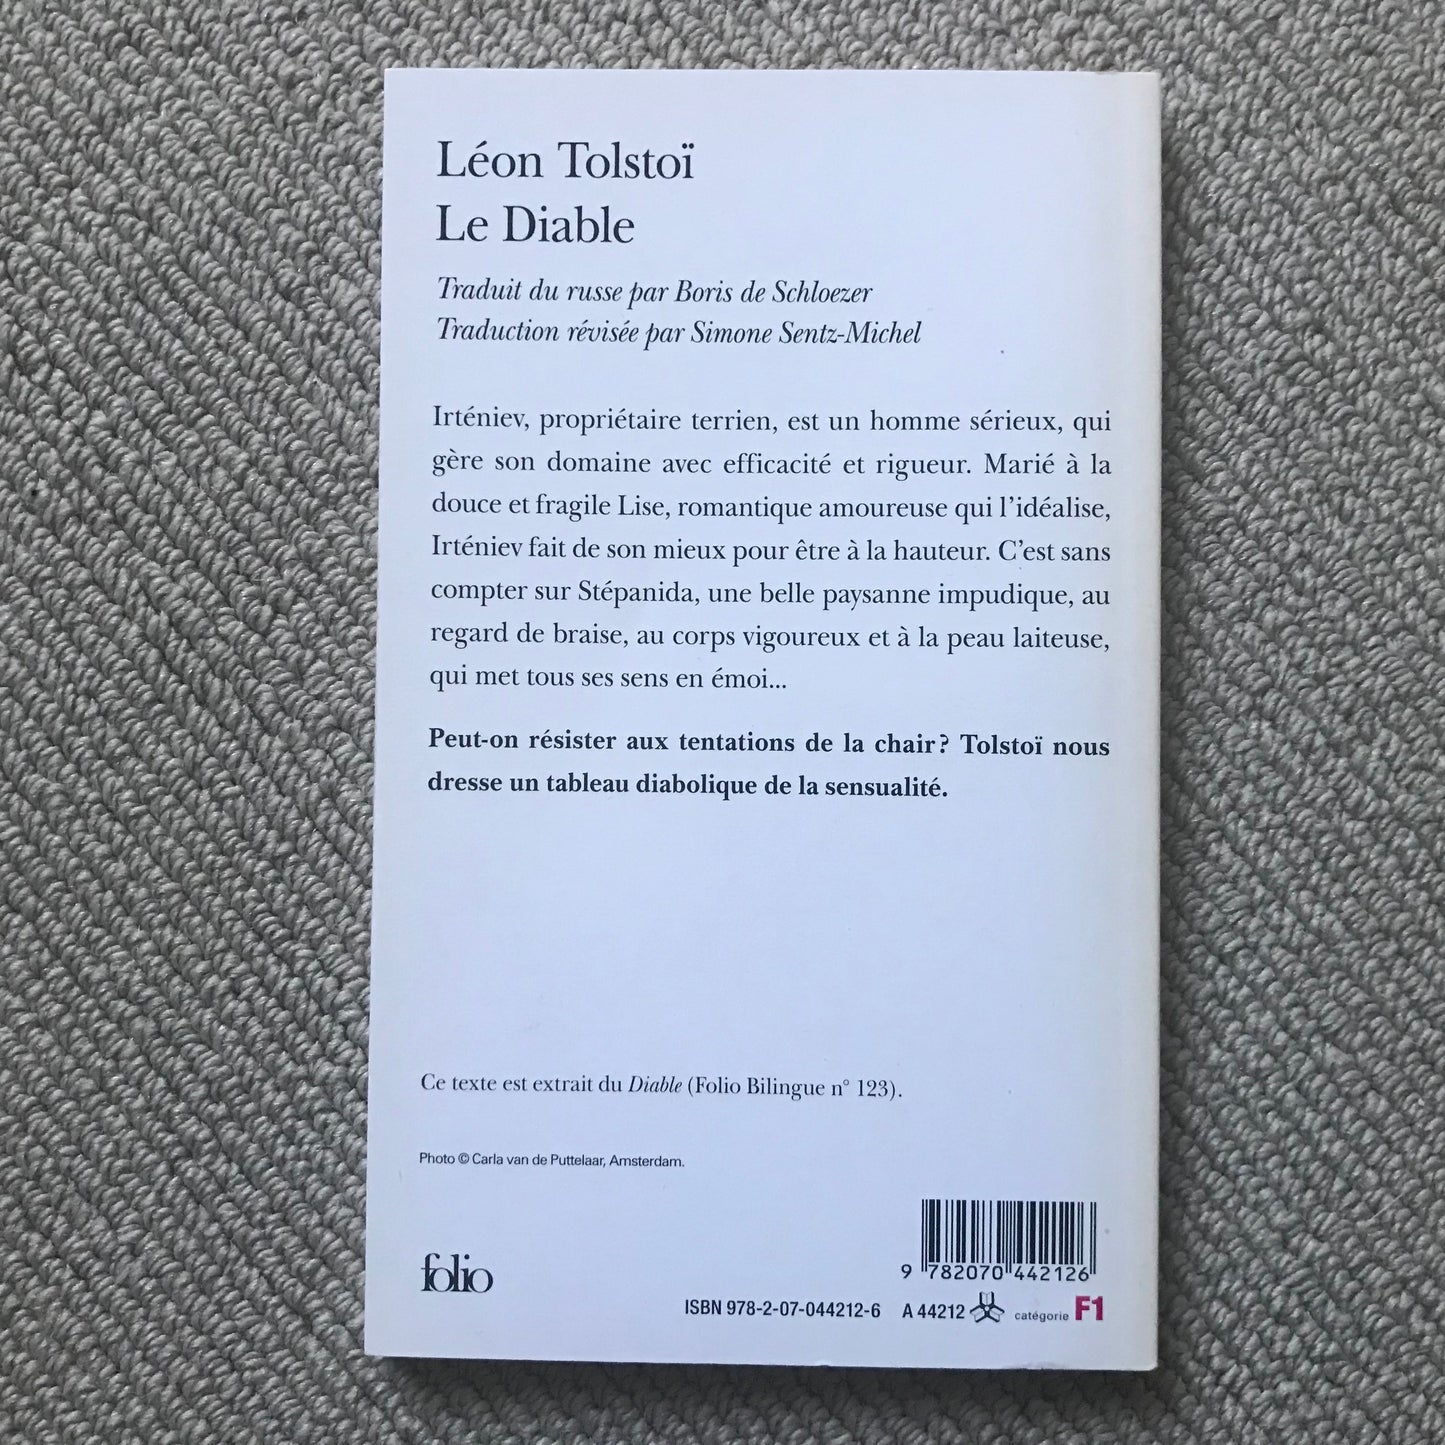 Léon Tolstoï
Le Diable
Traduit du russe par Boris de Schloezer
Traduction révisée par Simone Sentz-Michel
Irténiev, propriétaire terrien, est un homme sérieux, qui
gère son domaine avec efficacité et rigueur. Marié à la
douce et fragile Lise, romantique amoureuse qui l'idéalise,
Irténiev fait de son mieux pour être à la hauteur. C'est sans
compter sur Stépanida, une belle paysanne impudique, au
regard de braise, au corps vigoureux et à la peau laiteuse,
qui met tous ses sens en émoi...
Peut-on résister aux tentations de la chair? Tolstoï nous
dresse un tableau diabolique de la sensualité.
Ce texte est extrait du Diable (Folio Bilingue n° 123).
Photo © Carla van de Puttelaar, Amsterdam.
folio
9 782070 442126
ISBN 978-2-07-044212-6 A 44212 catégorie F1